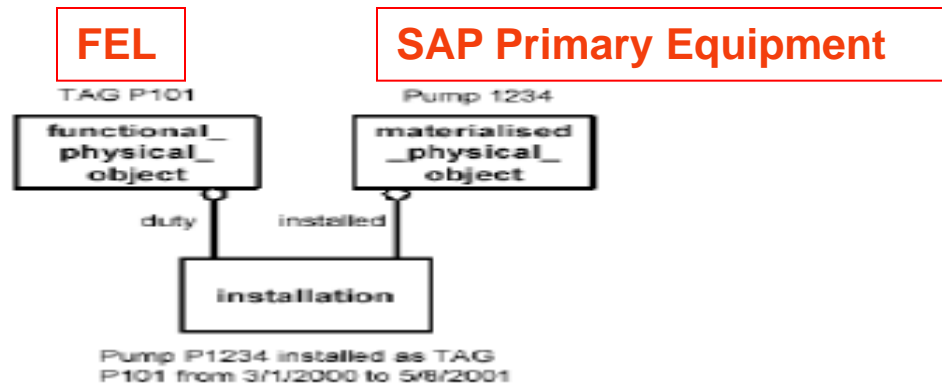 FEL SAP Primary Equipment
TAG P101 Pump 1234
functional_ materialised
physical_ _physical_
object object
duty installed
installation
Pump P1234 installed as TAG
P101 from 3/1/2000 to 5/8/2001